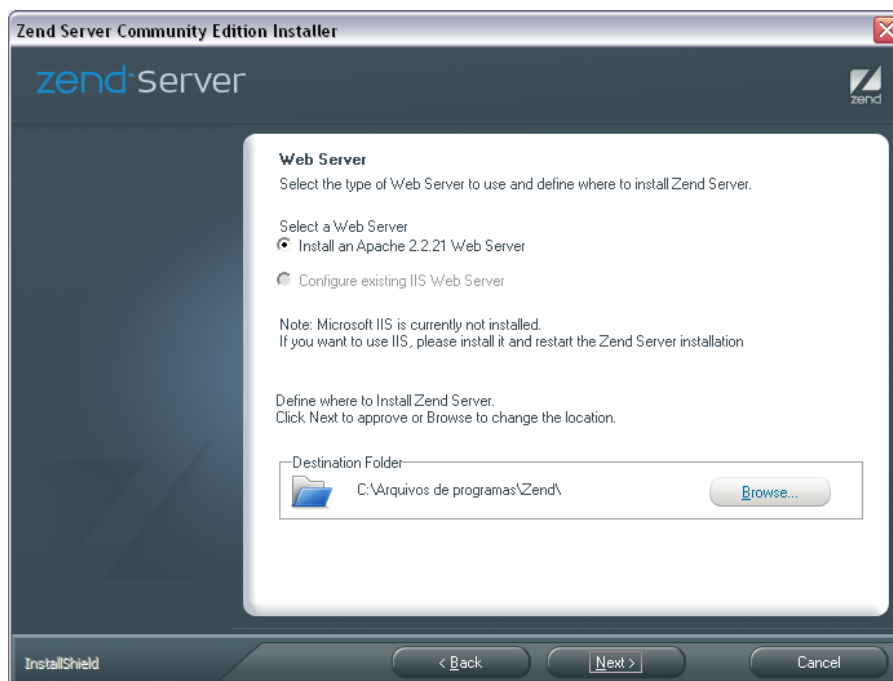 Zend Server Community Edition Installer
zend™ server
zend
Web Server
Select the type of Web Server to use and define where to install Zend Server.
Select a Web Server
Install an Apache 2.2.21 Web Server
Configure existing IIS Web Server
Note: Microsoft IIS is currently not installed.
If you want to use IIS, please install it and restart the Zend Server installation
Define where to Install Zend Server.
Click Next to approve or Browse to change the location.
Destination Folder
C:\Arquivos de programas\Zend\
Browse...
InstallShield
< Back
Next >
Cancel